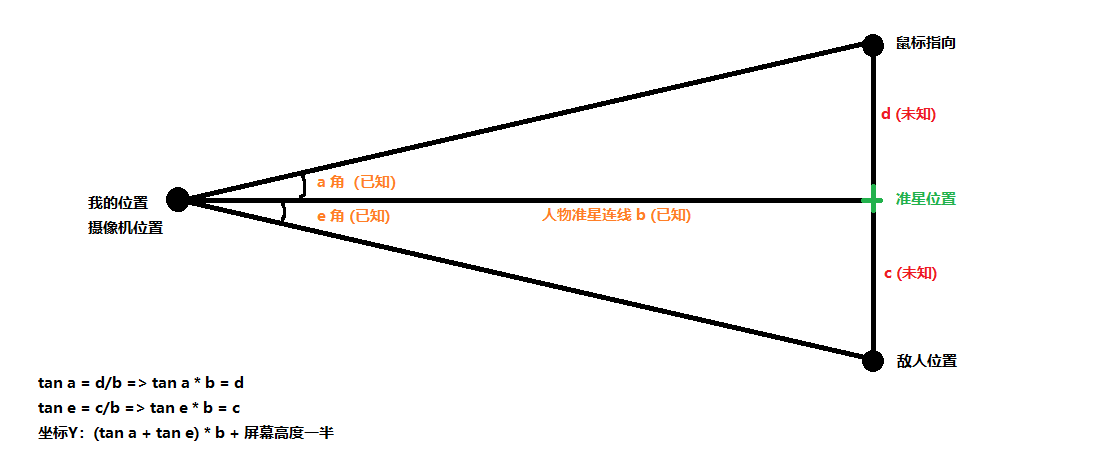 鼠标指向
d (未知)
a 角  (已知)
我的位置
摄像机位置
e 角 (已知)
人物准星连线 b (已知)
准星位置
c (未知)
敌人位置
tan a = d/b => tan a * b = d
tan e = c/b => tan e * b = c
坐标Y：(tan a + tan e) * b + 屏幕高度一半